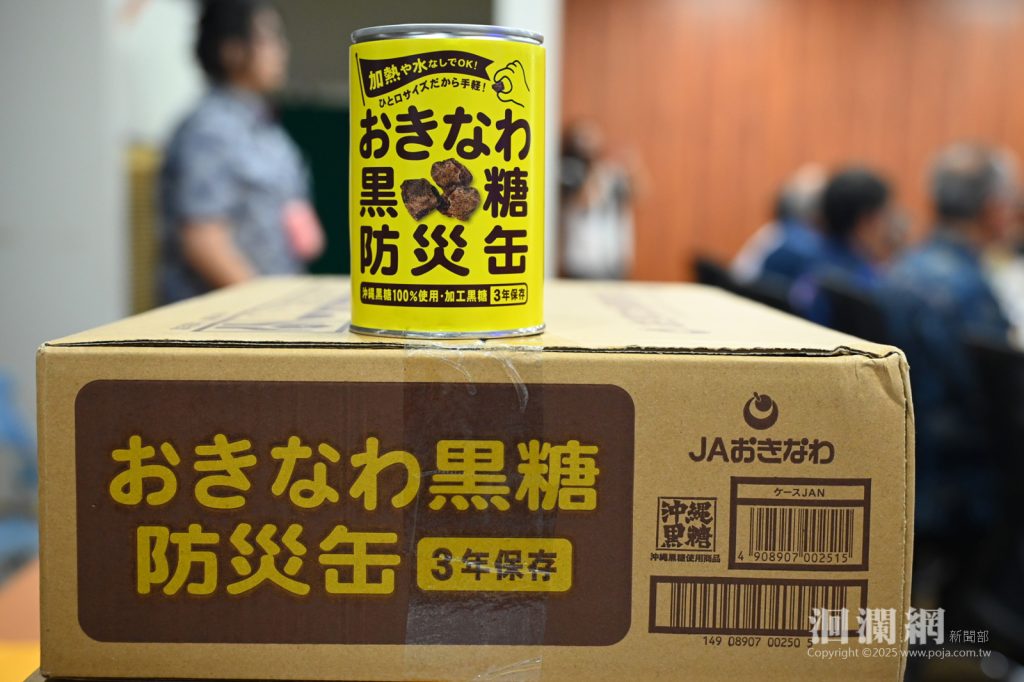 加熱や水なしでOK!
ひと口サイズだから手軽!
おきなわ
黒糖
防災缶
沖縄黒糖100%使用・加工黒糖 3年保存
おきなわ黒糖
防災缶 3年保存
JAおきなわ
沖縄
黒糖
沖縄黒糖使用商品
ケースJAN
4 908907 002515
149 08907 00250 5
洄瀾網 新聞部
Copyright ©2025 www.poja.com.tw